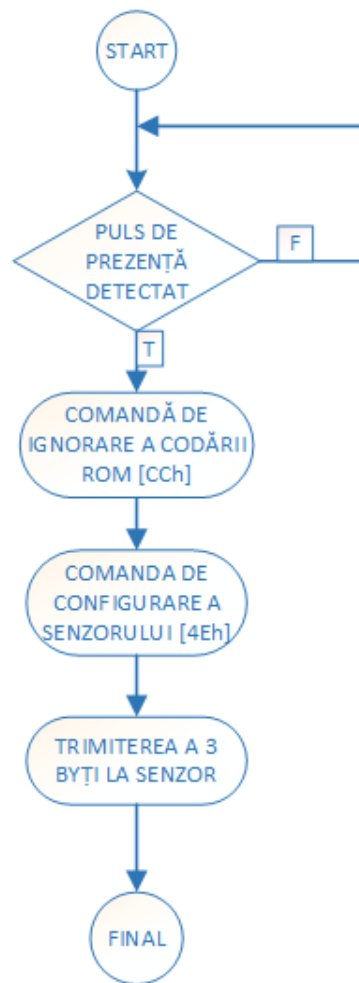 START
PULS DE
PREZENȚĂ
DETECTAT
F
T
COMANDĂ DE
IGNORARE A CODĂRII
ROM [CCh]
COMANDA DE
CONFIGURARE A
SENZORULUI [4Eh]
TRIMITEREA A 3
BYȚI LA SENZOR
FINAL